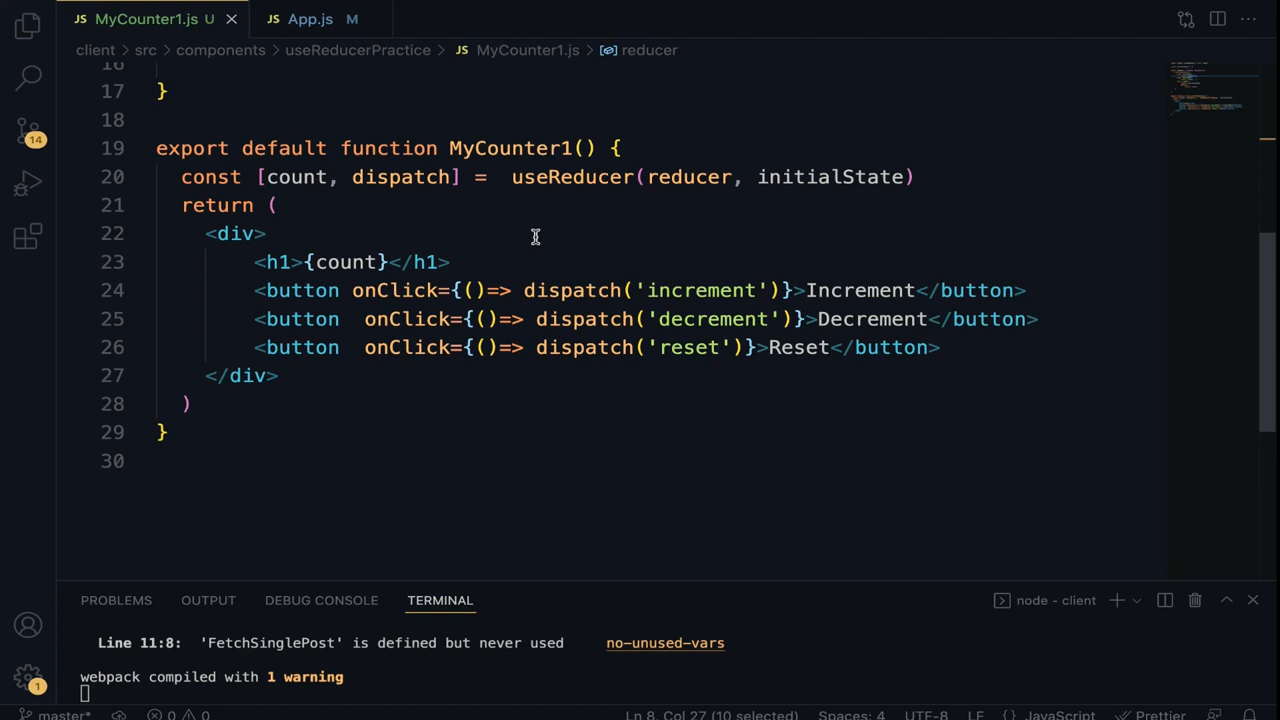 JS MyCounter1.js U
JS App.js M
client > src > components > useReducerPractice > JS MyCounter1.js > reducer
16
17 }
18
19 export default function MyCounter1() {
20 const [count, dispatch] =  useReducer(reducer, initialState)
21 return (
22 <div>
23 <h1>{count}</h1>
24 <button onClick={()=> dispatch('increment')}>Increment</button>
25 <button  onClick={()=> dispatch('decrement')}>Decrement</button>
26 <button  onClick={()=> dispatch('reset')}>Reset</button>
27 </div>
28 )
29 }
30
14
PROBLEMS OUTPUT DEBUG CONSOLE TERMINAL
node - client
Line 11:8: 'FetchSinglePost' is defined but never used no-unused-vars
webpack compiled with 1 warning
1
master* 0 0 Ln 8, Col 27 (10 selected) Spaces: 4 UTF-8 LF {} JavaScript Prettier